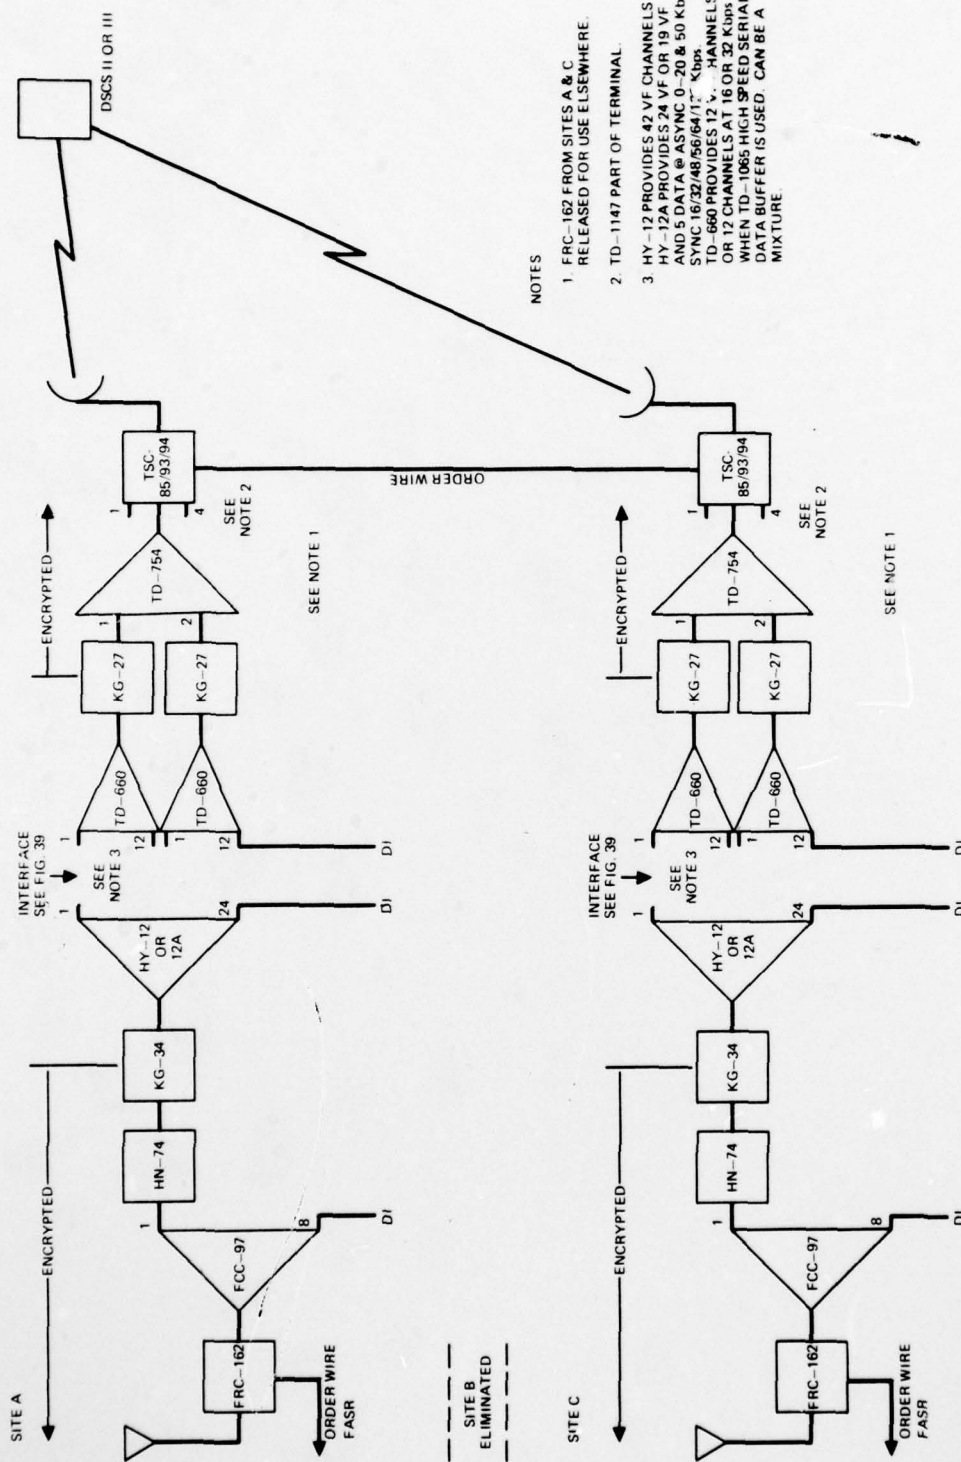 SITE A
ENCRYPTED
ENCRYPTED
FRC-162
ORDER WIRE
FASR
FCC-97
1
8
DI
HN-74
KG-34
HY-12
OR
12A
1
24
DI
INTERFACE
SEE FIG. 39
SEE
NOTE 3
TD-660
1
12
TD-660
1
12
DI
KG-27
KG-27
TD-754
1
2
TSC-
85/93/94
1
4
SEE
NOTE 2
SEE NOTE 1
DSCS II OR III
ORDER WIRE
SITE B
ELIMINATED
SITE C
ENCRYPTED
ENCRYPTED
FRC-162
ORDER WIRE
FASR
FCC-97
1
8
DI
HN-74
KG-34
HY-12
OR
12A
1
24
DI
INTERFACE
SEE FIG. 39
SEE
NOTE 3
TD-660
1
12
TD-660
1
12
DI
KG-27
KG-27
TD-754
1
2
TSC-
85/93/94
1
4
SEE
NOTE 2
SEE NOTE 1
NOTES
1. FRC-162 FROM SITES A & C
RELEASED FOR USE ELSEWHERE.
2. TD-1147 PART OF TERMINAL.
3. HY-12 PROVIDES 42 VF CHANNELS
HY-12A PROVIDES 24 VF OR 19 VF
AND 5 DATA @ ASYNC 0-20 & 50 Kb
SYNC 16/32/48/56/64/ Kbps.
TD-660 PROVIDES 12 CHANNELS
OR 12 CHANNELS AT 16 OR 32 Kbps
WHEN TD-1065 HIGH SPEED SERIAL
DATA BUFFER IS USED. CAN BE A
MIXTURE.